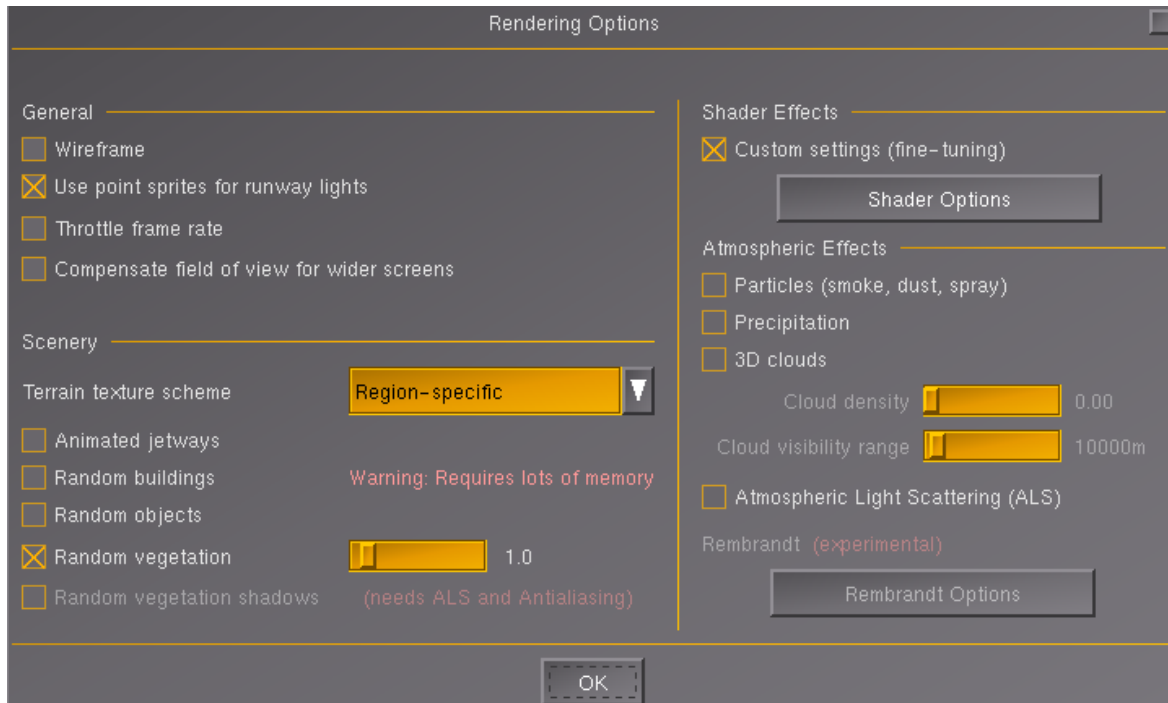 Rendering Options
General
Wireframe
Use point sprites for runway lights
Throttle frame rate
Compensate field of view for wider screens
Scenery
Terrain texture scheme Region-specific
Animated jetways
Random buildings Warning: Requires lots of memory
Random objects
Random vegetation 1.0
Random vegetation shadows (needs ALS and Antialiasing)
Shader Effects
Custom settings (fine-tuning)
Shader Options
Atmospheric Effects
Particles (smoke, dust, spray)
Precipitation
3D clouds
Cloud density 0.00
Cloud visibility range 10000m
Atmospheric Light Scattering (ALS)
Rembrandt (experimental)
Rembrandt Options
OK